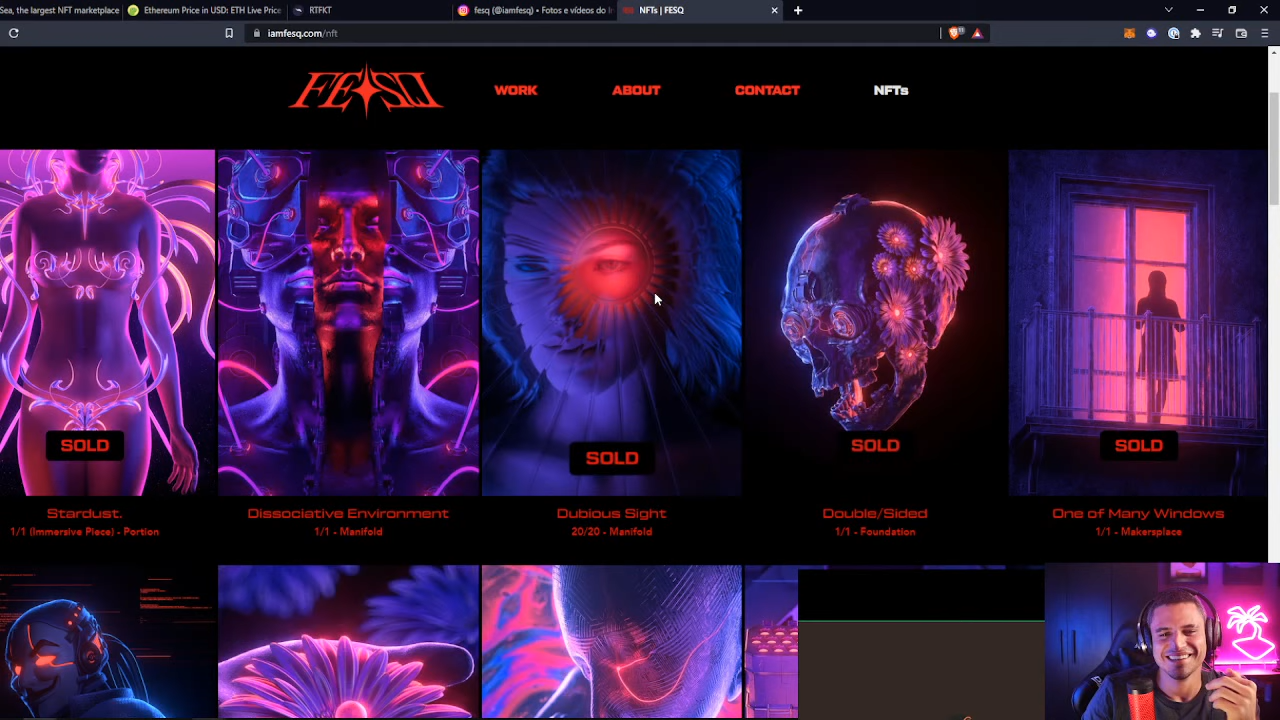 Sea, the largest NFT marketplace
Ethereum Price in USD: ETH Live Price
RTFKT
fesq (@iamfesq) • Fotos e vídeos do I
NFTs | FESQ
iamfesq.com/nft
FESQ
WORK
ABOUT
CONTACT
NFTs
SOLD
SOLD
SOLD
SOLD
Stardust.
Dissociative Environment
Dubious Sight
Double/Sided
One of Many Windows
1/1 (Immersive Piece) - Portion
1/1 - Manifold
20/20 - Manifold
1/1 - Foundation
1/1 - Makersplace